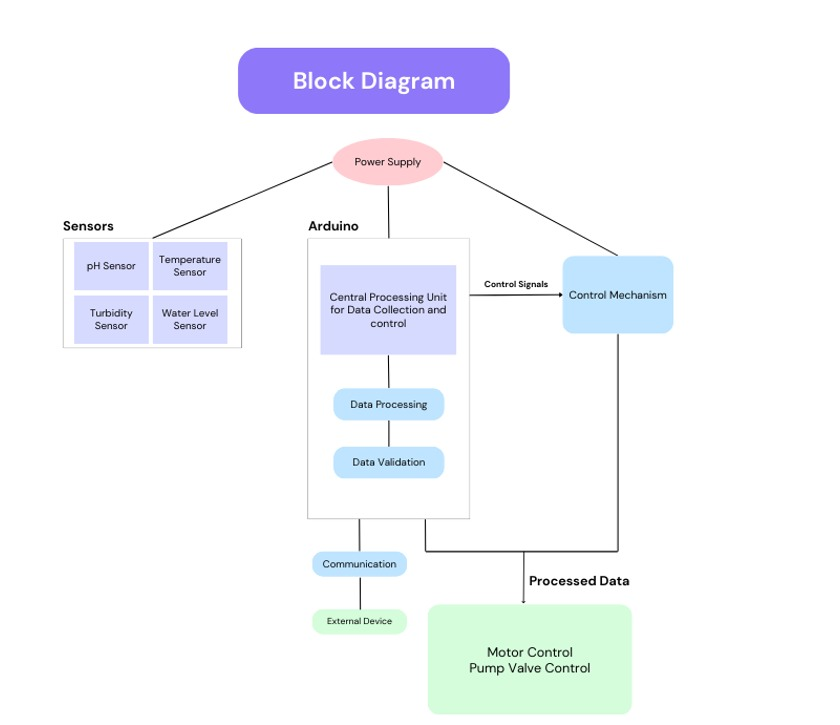 Block Diagram
Power Supply
Sensors
pH Sensor
Temperature
Sensor
Turbidity
Sensor
Water Level
Sensor
Arduino
Central Processing Unit
for Data Collection and
control
Data Processing
Data Validation
Control Signals
Control Mechanism
Communication
External Device
Processed Data
Motor Control
Pump Valve Control